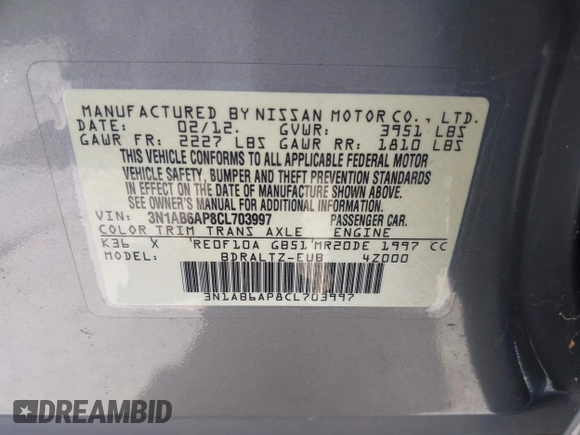 MANUFACTURED BY NISSAN MOTOR CO., LTD.
DATE: 02/12. GVWR: 3951 LBS
GAWR FR: 2227 LBS GAWR RR: 1810 LBS
THIS VEHICLE CONFORMS TO ALL APPLICABLE FEDERAL MOTOR
VEHICLE SAFETY, BUMPER AND THEFT PREVENTION STANDARDS
IN EFFECT ON THE DATE OF MANUFACTURE SHOWN ABOVE.
SEE OWNER'S MANUAL FOR ADDITIONAL INFORMATION.
VIN: 3N1AB6AP8CL703997 PASSENGER CAR.
COLOR TRIM TRANS AXLE ENGINE
K36 X RE0F10A GB51 MR20DE 1997 CC
MODEL: BDRALTZ-EUB 4Z000
3N1AB6AP8CL703997
DREAMBID